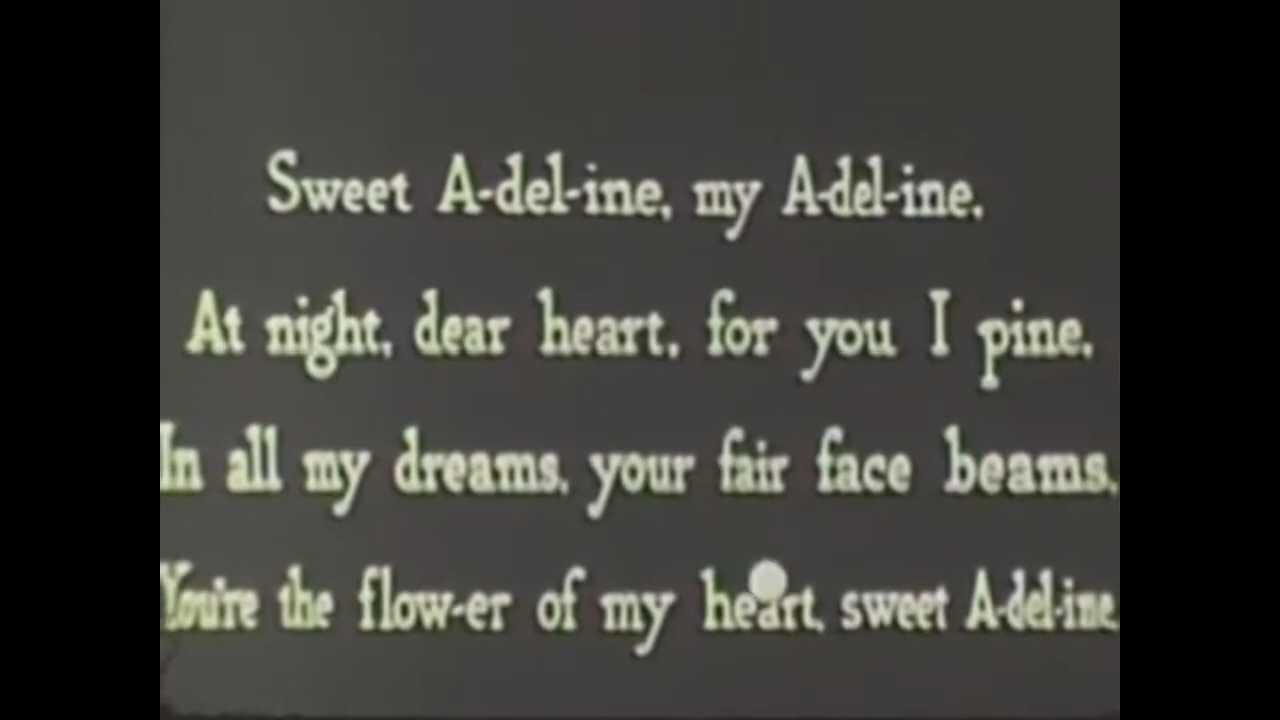 Sweet A-del-ine, my A-del-ine,
At night, dear heart, for you I pine.
In all my dreams, your fair face beams.
You're the flow-er of my heart, sweet A-del-ine.